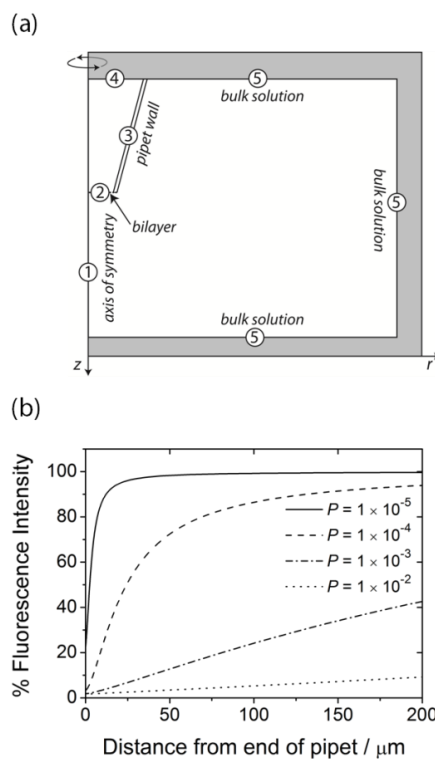 (a)
4
5
bulk solution
3
pipet wall
2
bilayer
5
bulk solution
1
axis of symmetry
bulk solution
5
z
r
(b)
% Fluorescence Intensity
100
80
60
40
20
0
P = 1 × 10⁻⁵
P = 1 × 10⁻⁴
P = 1 × 10⁻³
P = 1 × 10⁻²
0 50 100 150 200
Distance from end of pipet / μm